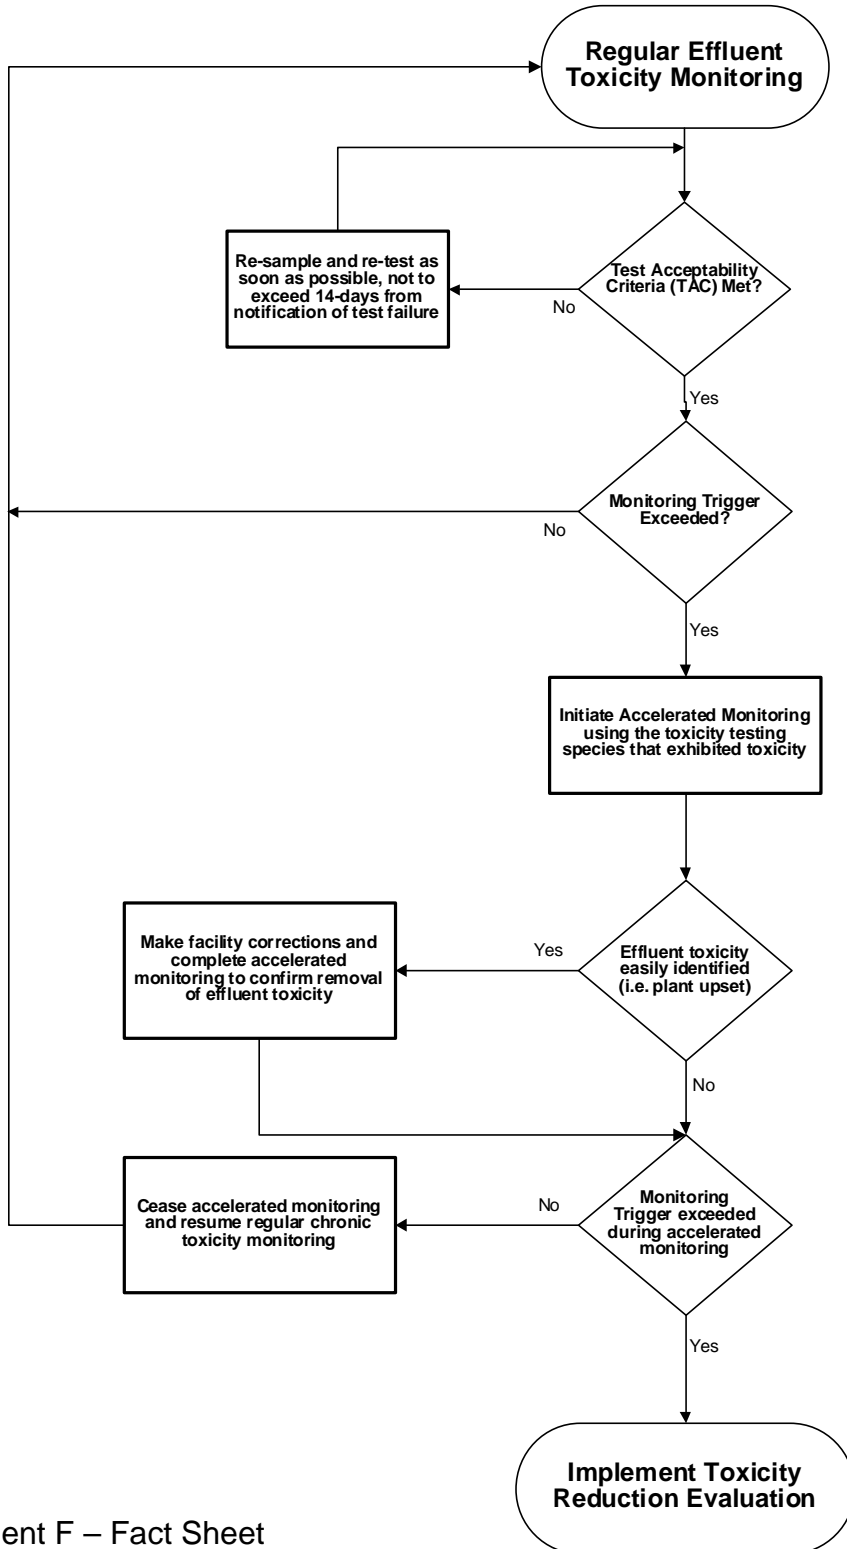 Regular Effluent
Toxicity Monitoring
Re-sample and re-test as
soon as possible, not to
exceed 14-days from
notification of test failure
Test Acceptability
Criteria (TAC) Met?
No
Yes
Monitoring Trigger
Exceeded?
No
Yes
Initiate Accelerated Monitoring
using the toxicity testing
species that exhibited toxicity
Make facility corrections and
complete accelerated
monitoring to confirm removal
of effluent toxicity
Yes
Effluent toxicity
easily identified
(i.e. plant upset)
No
Cease accelerated monitoring
and resume regular chronic
toxicity monitoring
No
Monitoring
Trigger exceeded
during accelerated
monitoring
Yes
Implement Toxicity
Reduction Evaluation
ent F – Fact Sheet